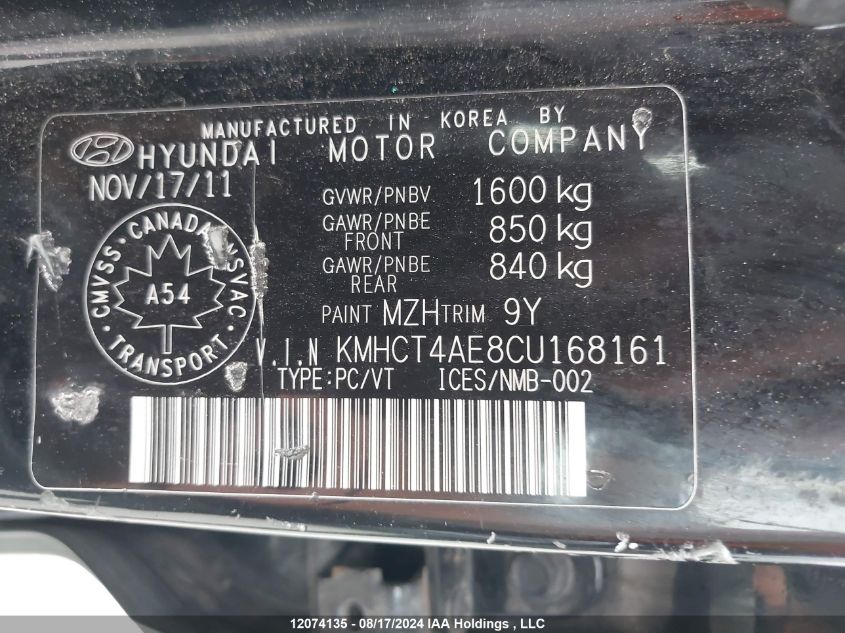 MANUFACTURED IN KOREA BY
HYUNDAI MOTOR COMPANY
NOV/17/11
GVWR/PNBV 1600 kg
GAWR/PNBE FRONT 850 kg
GAWR/PNBE REAR 840 kg
CMVSS · CANADA · NSVAC · TRANSPORT ·
A54
PAINT MZH TRIM 9Y
V.I.N KMHCT4AE8CU168161
TYPE:PC/VT ICES/NMB-002
12074135 - 08/17/2024 IAA Holdings , LLC